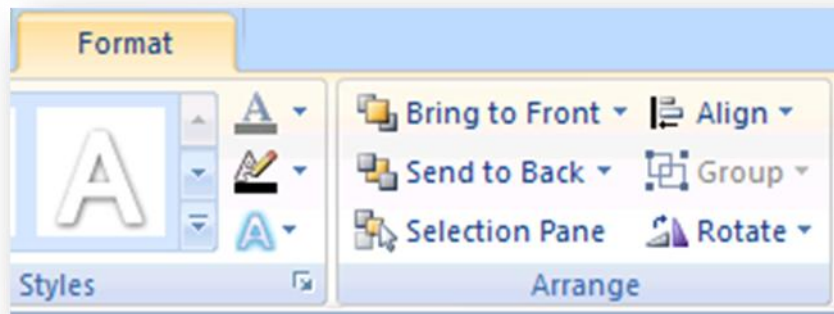 Format
A
A
A
Bring to Front
Align
Send to Back
Group
Selection Pane
Rotate
Styles
Arrange